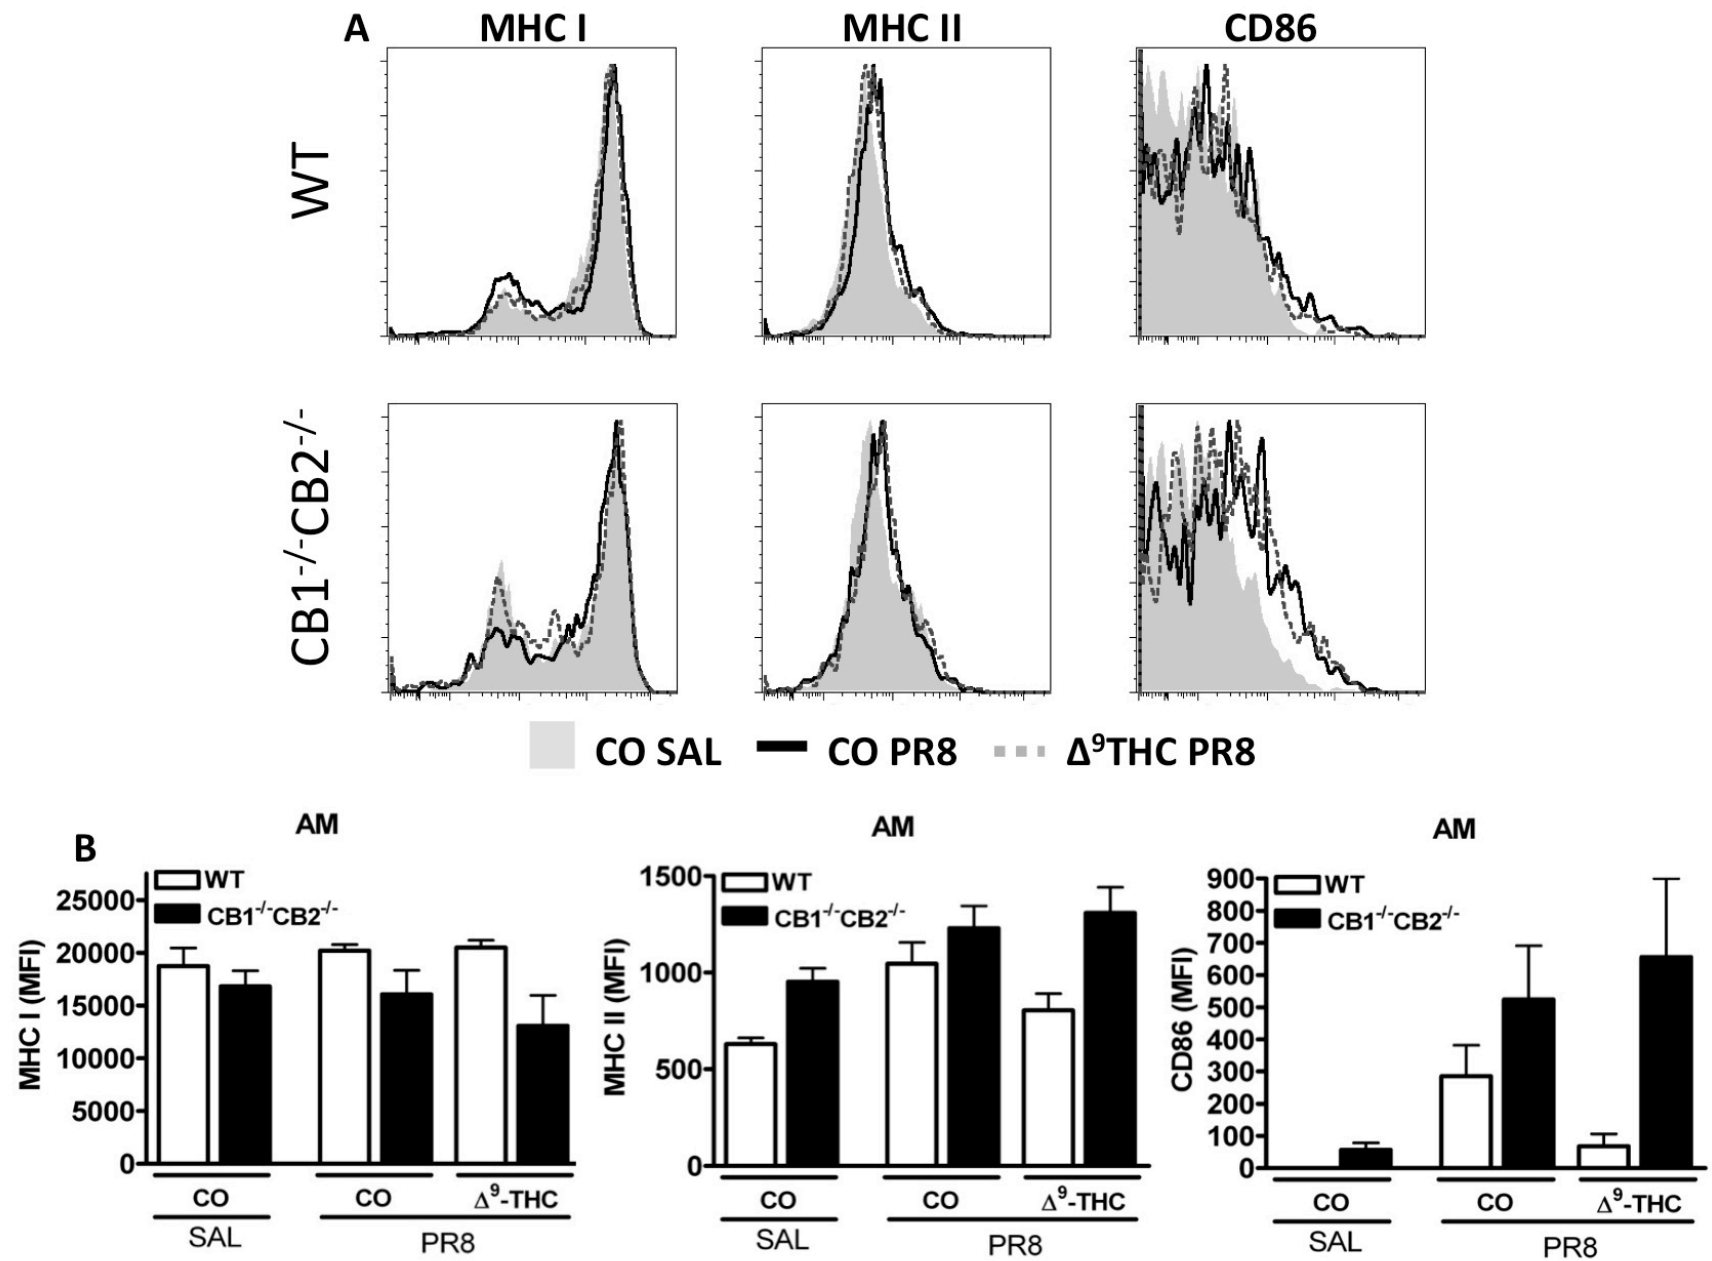 A MHC I MHC II CD86
WT
CB1-/-CB2-/-
CO SAL CO PR8 Δ9THC PR8
B
AM
WT
CB1-/-CB2-/-
MHC I (MFI)
25000
20000
15000
10000
5000
0
CO CO Δ9-THC
SAL PR8
AM
WT
CB1-/-CB2-/-
MHC II (MFI)
1500
1000
500
0
CO CO Δ9-THC
SAL PR8
AM
WT
CB1-/-CB2-/-
CD86 (MFI)
900
800
700
600
500
400
300
200
100
0
CO CO Δ9-THC
SAL PR8